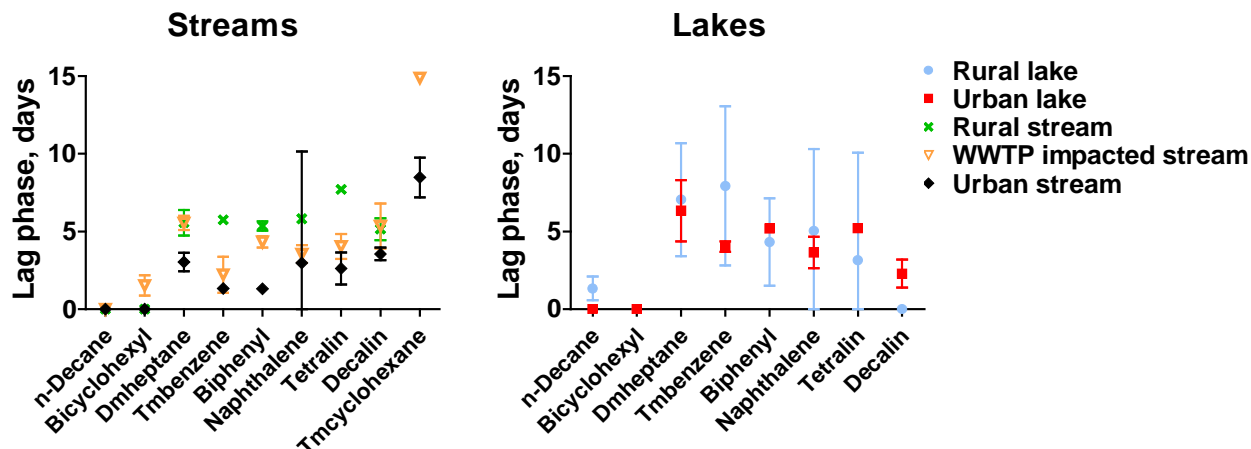 Streams
Lag phase, days
15
10
5
0
n-Decane
Bicyclohexyl
Dmheptane
Tmbenzene
Biphenyl
Naphthalene
Tetralin
Decalin
Tmcyclohexane
Lakes
Lag phase, days
15
10
5
0
n-Decane
Bicyclohexyl
Dmheptane
Tmbenzene
Biphenyl
Naphthalene
Tetralin
Decalin
Rural lake
Urban lake
Rural stream
WWTP impacted stream
Urban stream